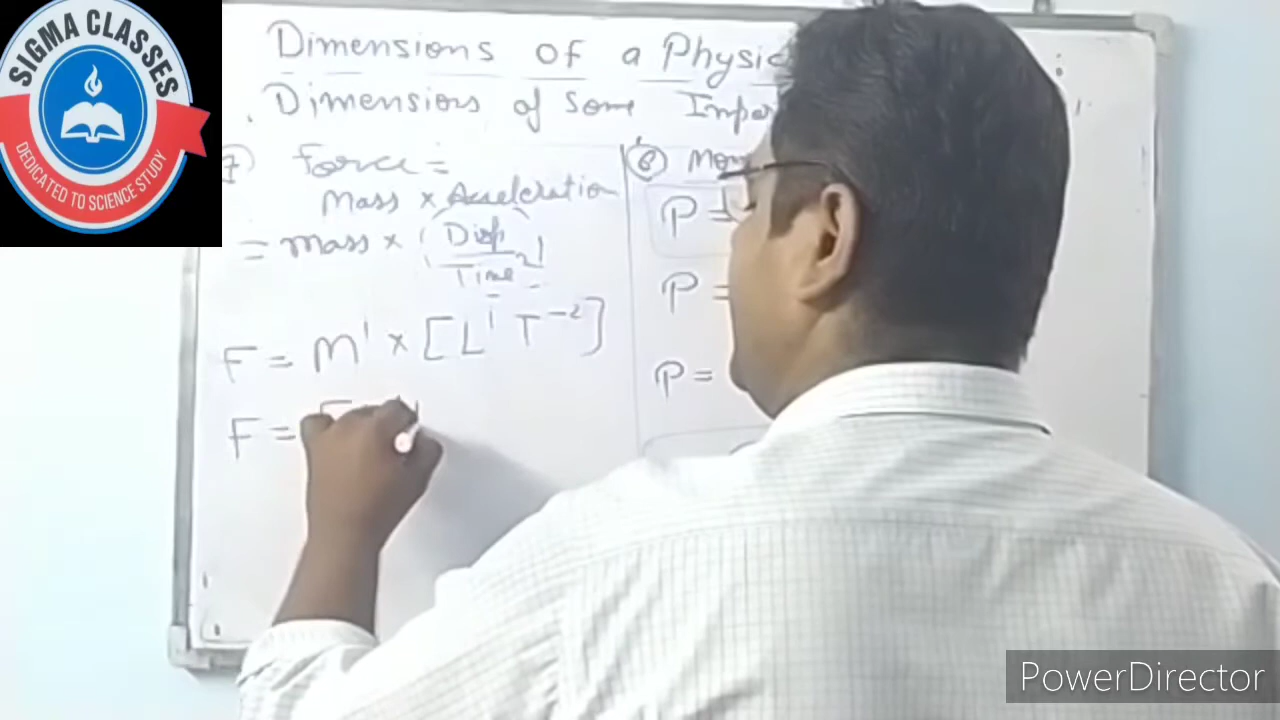 SIGMA CLASSES
DEDICATED TO SCIENCE STUDY
Dimensions of a Physic
Dimensions of Some Impor
7) Force =
Mass × Acceleration
= mass × (Disp
Time²)
F = M¹ × [L¹ T⁻²]
F =
(8) Mom
P =
P =
P =
PowerDirector